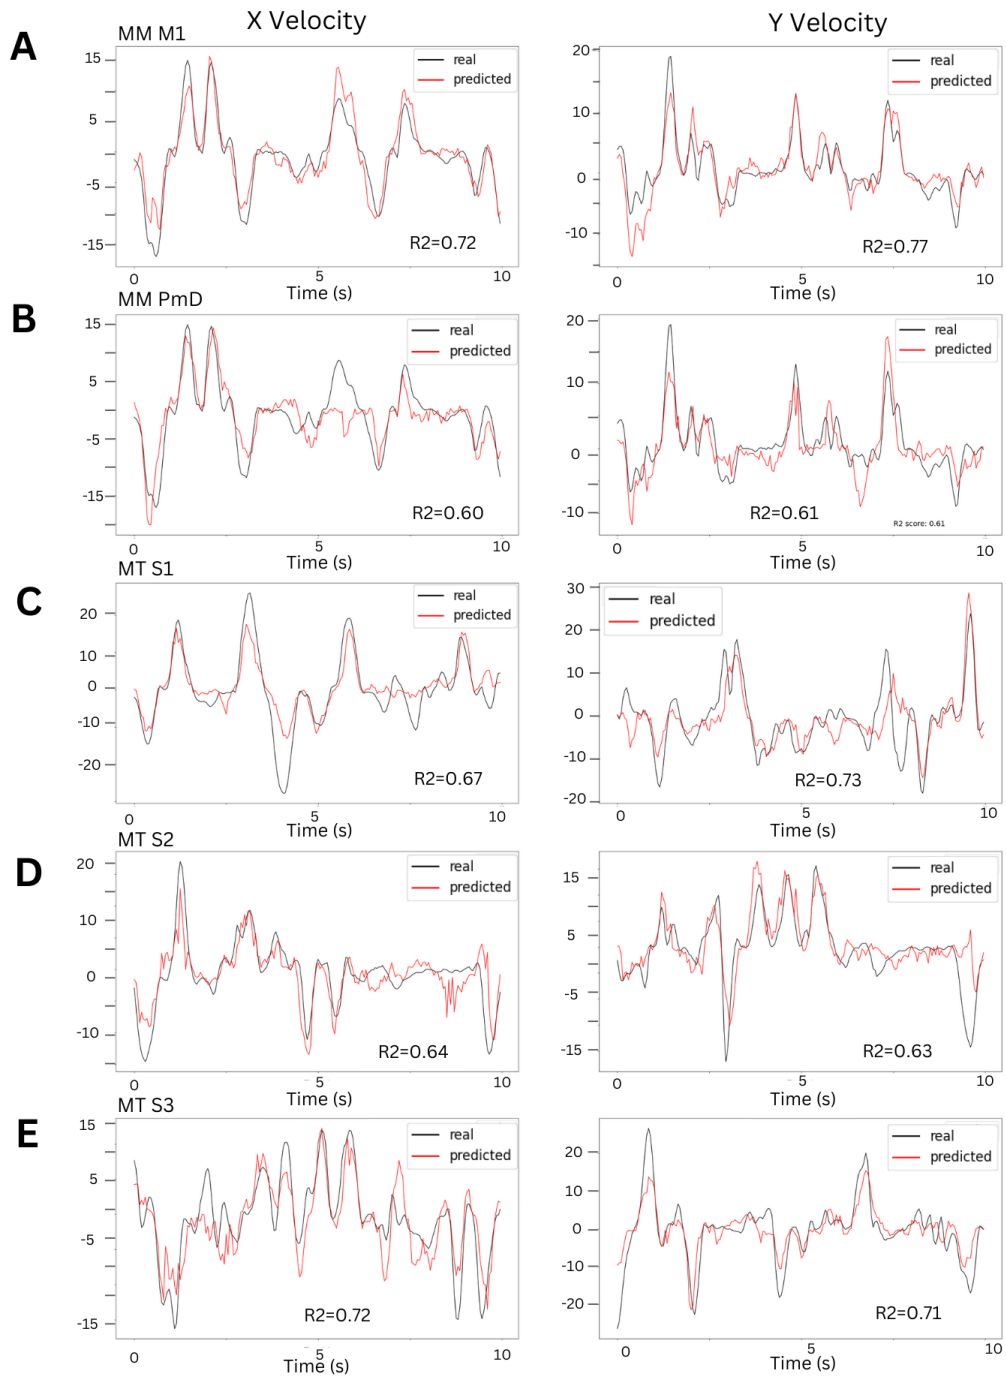 X Velocity
Y Velocity
A
MM M1
real
predicted
15
5
-5
-15
R2=0.72
0
5
10
Time (s)
real
predicted
20
10
0
-10
R2=0.77
0
5
10
Time (s)
B
MM PmD
real
predicted
15
5
-5
-15
R2=0.60
0
5
10
Time (s)
real
predicted
20
10
0
-10
R2=0.61
R2 score: 0.61
0
5
10
Time (s)
C
MT S1
real
predicted
20
10
0
-10
-20
R2=0.67
0
5
10
Time (s)
real
predicted
30
20
10
0
-10
-20
R2=0.73
0
5
10
Time (s)
D
MT S2
real
predicted
20
10
0
-10
R2=0.64
0
5
10
Time (s)
real
predicted
15
5
-5
-15
R2=0.63
0
5
10
Time (s)
E
MT S3
real
predicted
15
5
-5
-15
R2=0.72
0
5
10
Time (s)
real
predicted
20
10
0
-10
-20
R2=0.71
0
5
10
Time (s)